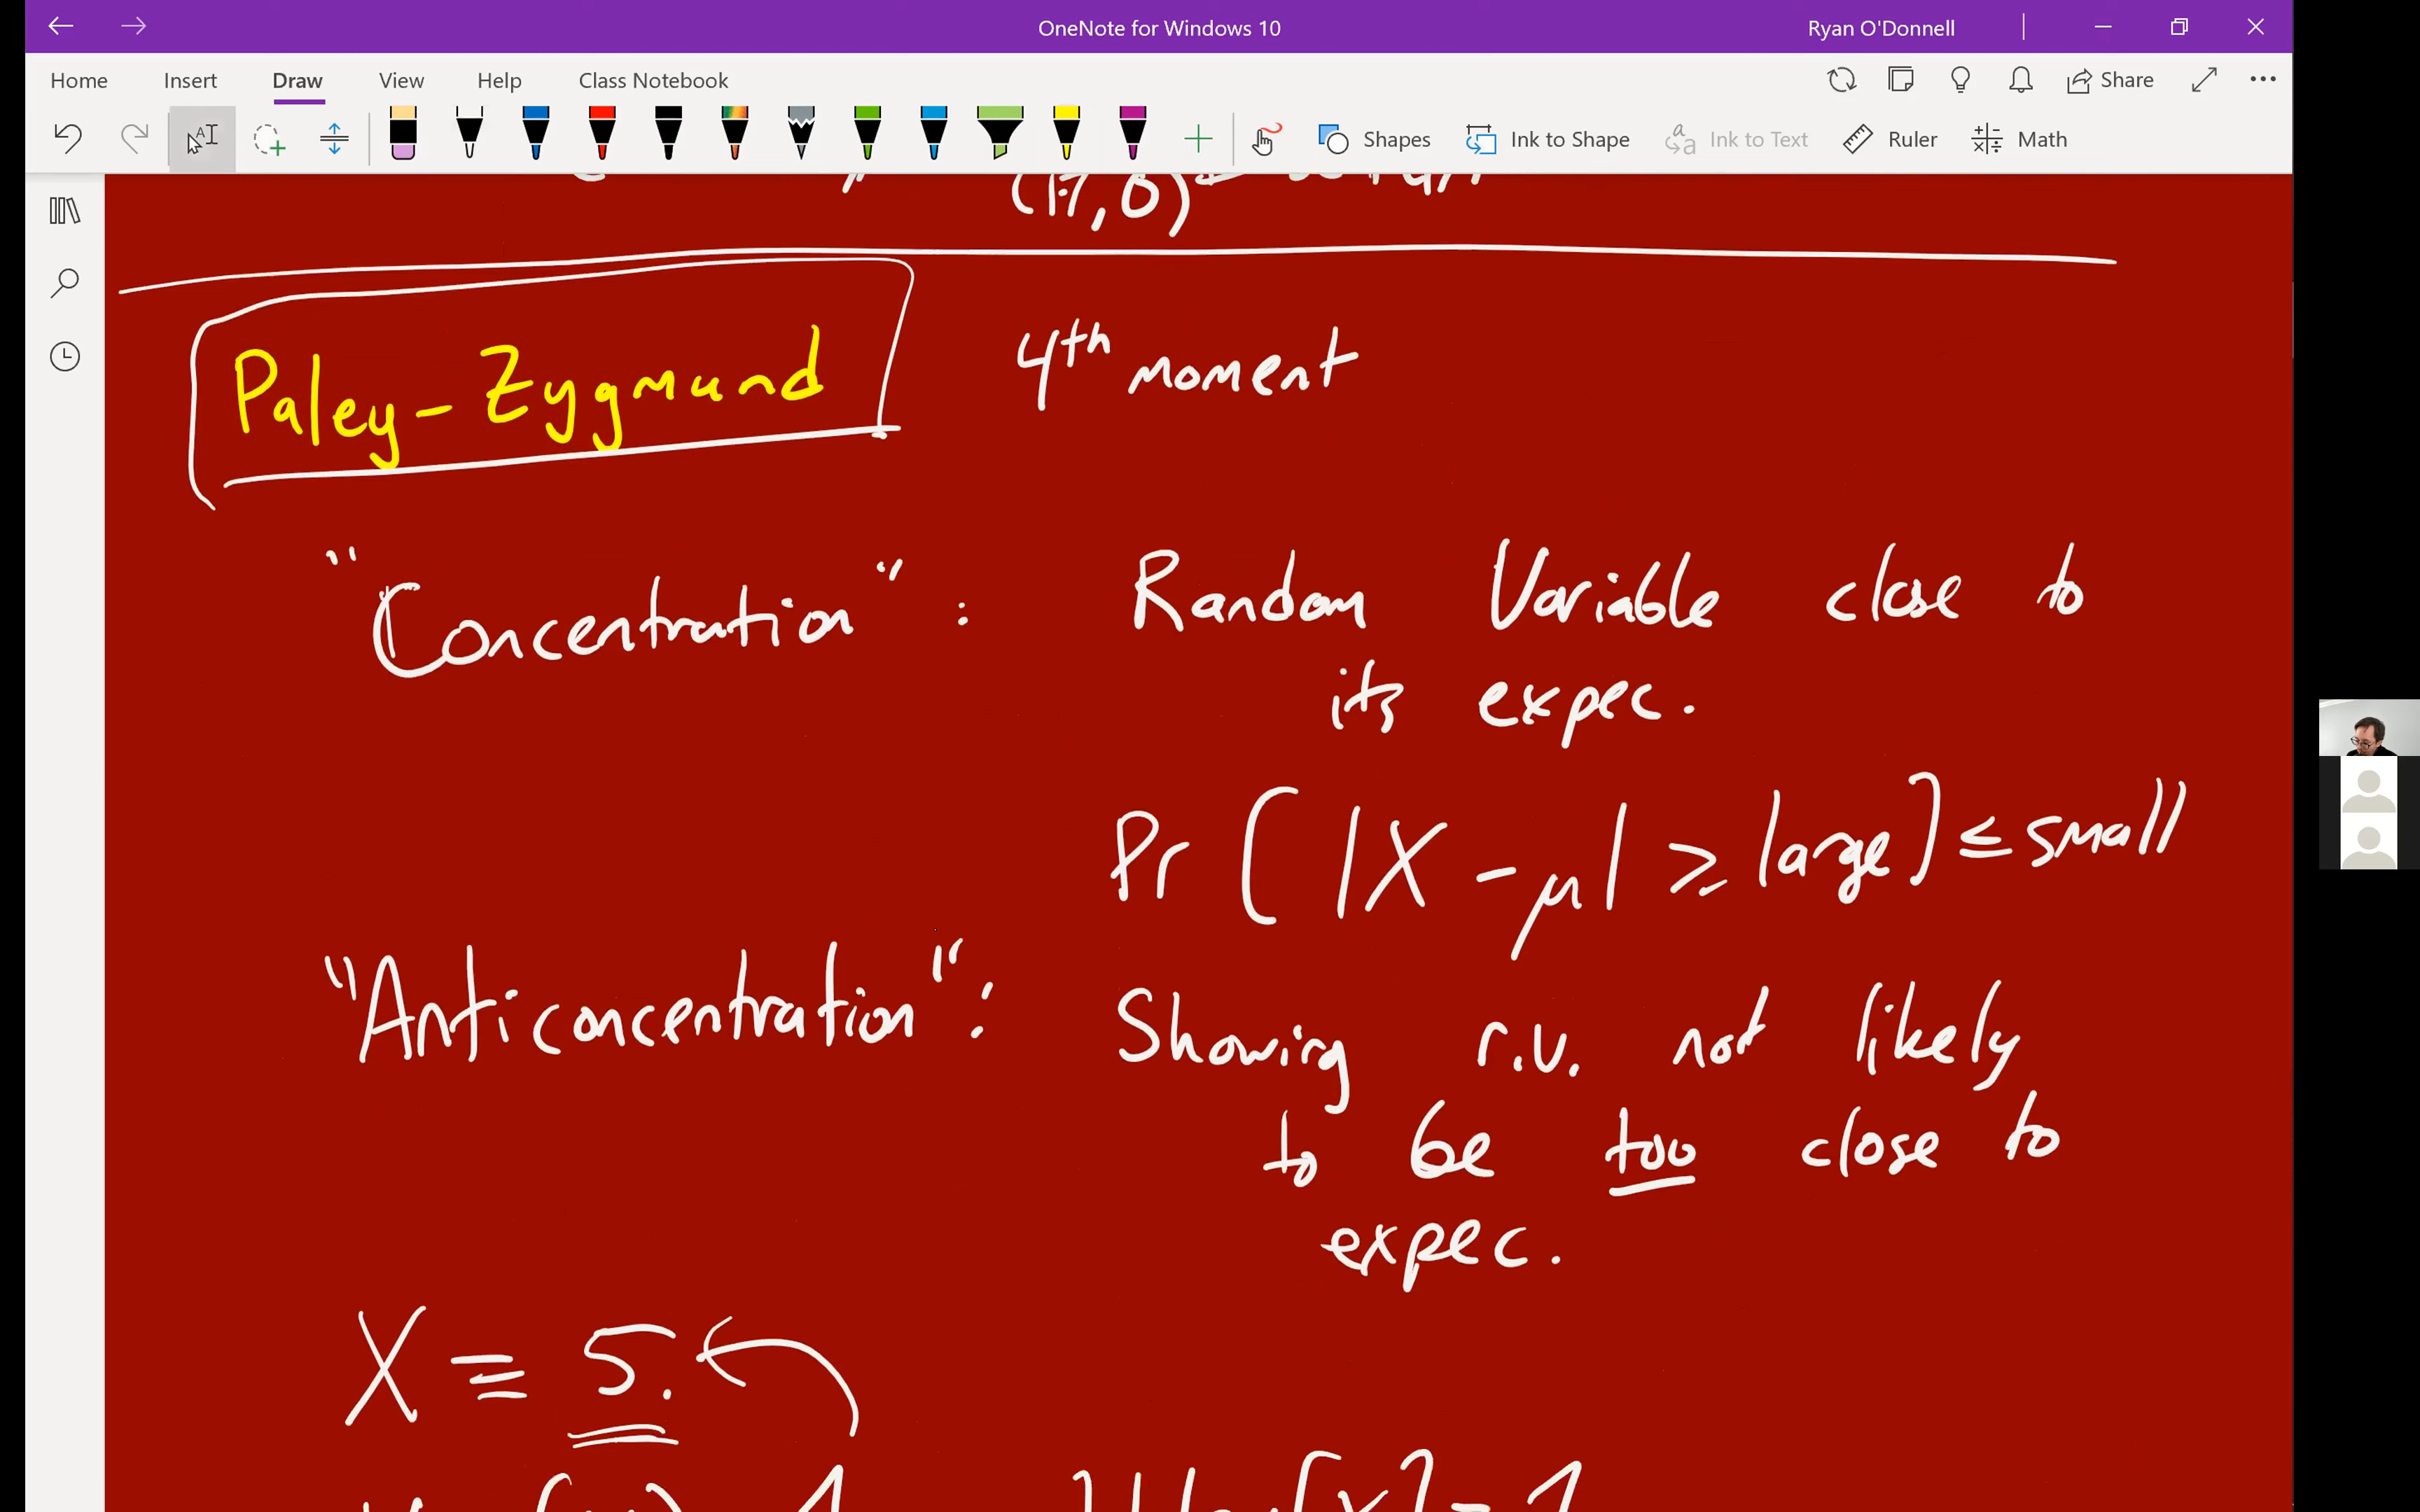 OneNote for Windows 10
Ryan O'Donnell
Home Insert Draw View Help Class Notebook
Share
Shapes Ink to Shape Ink to Text Ruler Math
(17, 8)
Paley-Zygmund 4th moment
"Concentration": Random Variable close to
its expec.
Pr[|X - μ| ≥ large] ≤ small
"Anticoncentration": Showing r.v. not likely
to be too close to
expec.
X ≡ 5.